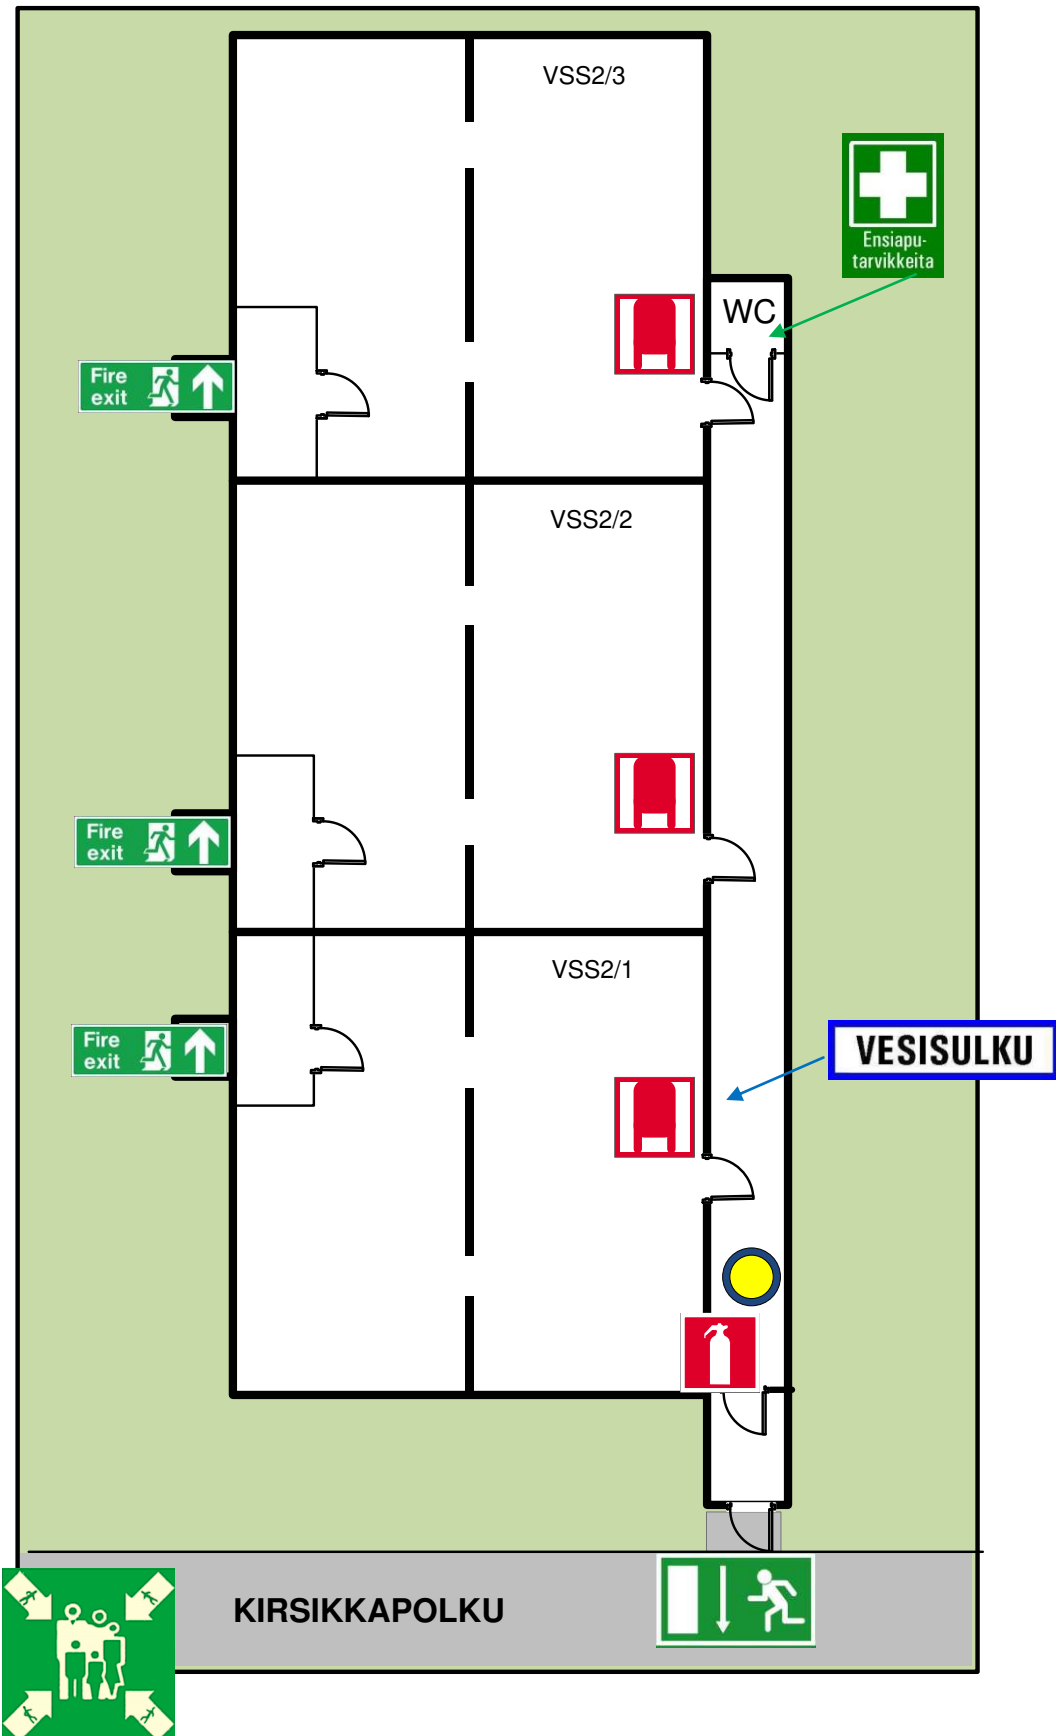 VSS2/3
Ensiapu-
tarvikkeita
WC
Fire
exit
VSS2/2
Fire
exit
VSS2/1
Fire
exit
VESISULKU
KIRSIKKAPOLKU